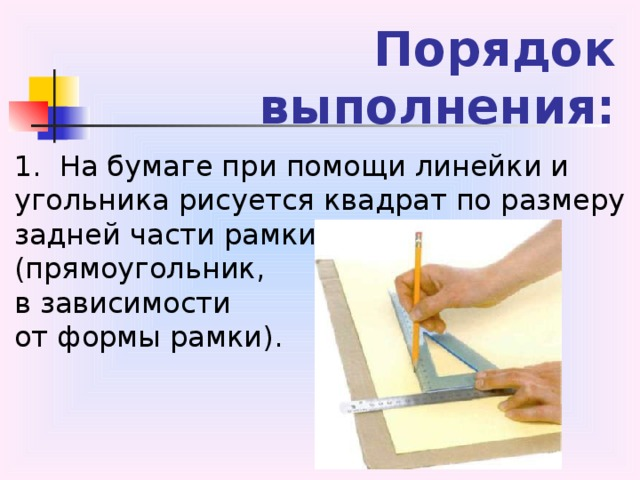 Порядок
выполнения:
1. На бумаге при помощи линейки и
угольника рисуется квадрат по размеру
задней части рамки
(прямоугольник,
в зависимости
от формы рамки).